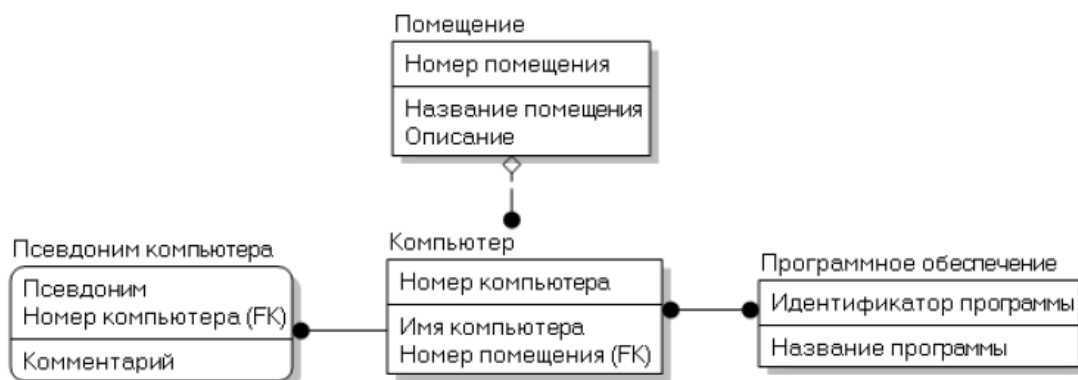 Помещение
Номер помещения
Название помещения
Описание
Псевдоним компьютера
Псевдоним
Номер компьютера (FK)
Комментарий
Компьютер
Номер компьютера
Имя компьютера
Номер помещения (FK)
Программное обеспечение
Идентификатор программы
Название программы